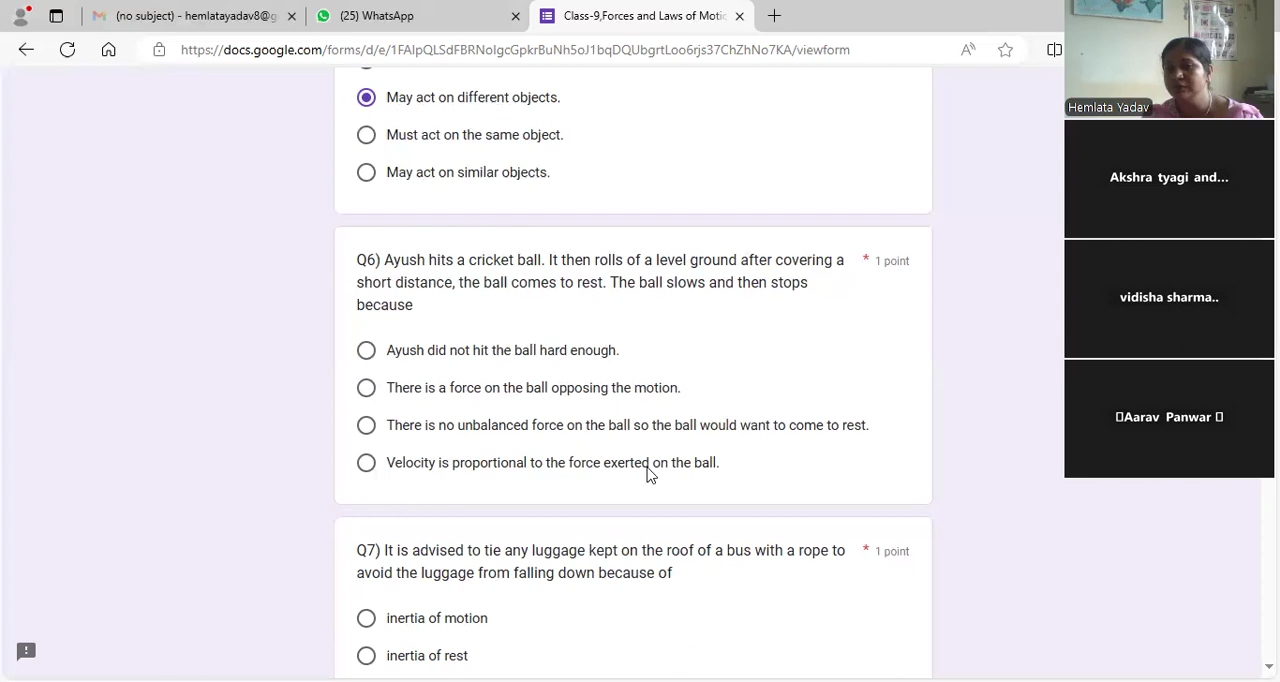 (no subject) - hemlatayadav8@g
(25) WhatsApp
Class-9,Forces and Laws of Motio
https://docs.google.com/forms/d/e/1FAIpQLSdFBRNoIgcGpkrBuNh5oJ1bqDQUbgrtLoo6rjs37ChZhNo7KA/viewform
May act on different objects.
Must act on the same object.
May act on similar objects.
Q6) Ayush hits a cricket ball. It then rolls of a level ground after covering a
* 1 point
short distance, the ball comes to rest. The ball slows and then stops
because
Ayush did not hit the ball hard enough.
There is a force on the ball opposing the motion.
There is no unbalanced force on the ball so the ball would want to come to rest.
Velocity is proportional to the force exerted on the ball.
Q7) It is advised to tie any luggage kept on the roof of a bus with a rope to
* 1 point
avoid the luggage from falling down because of
inertia of motion
inertia of rest
Hemlata Yadav
Akshra tyagi and...
vidisha sharma..
Aarav Panwar